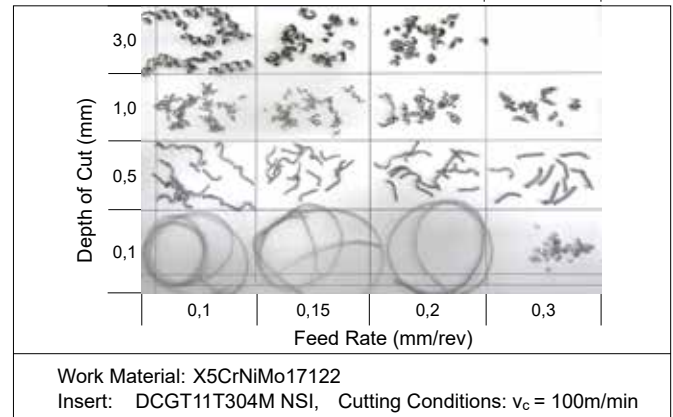 Depth of Cut (mm)
3,0
1,0
0,5
0,1
0,1 0,15 0,2 0,3
Feed Rate (mm/rev)
Work Material: X5CrNiMo17122
Insert: DCGT11T304M NSI, Cutting Conditions: vc = 100m/min